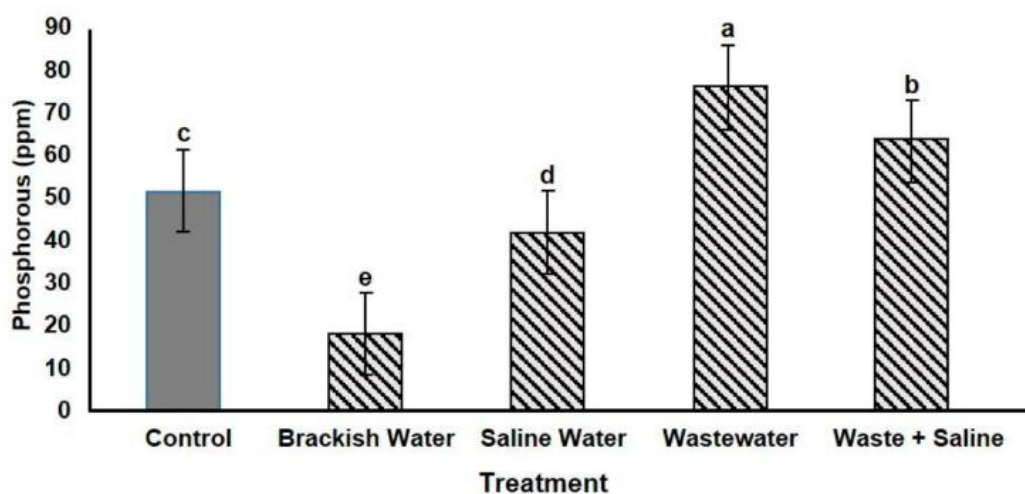 90
a
80
b
70
c
60
d
50
40
e
30
20
10
0
Phosphorous (ppm)
Control Brackish Water Saline Water Wastewater Waste + Saline
Treatment